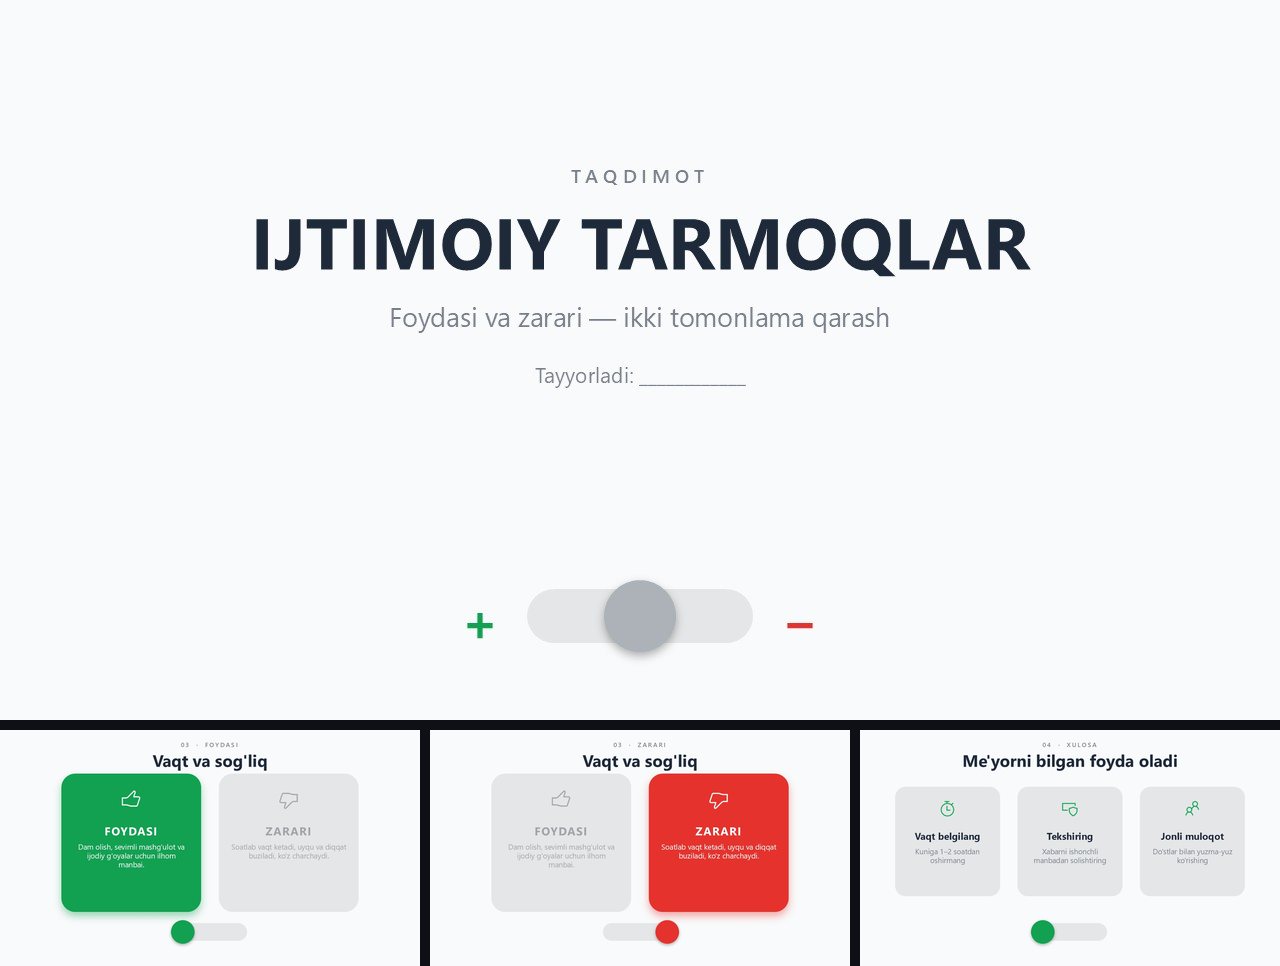 TAQDIMOT
IJTIMOIY TARMOQLAR
Foydasi va zarari — ikki tomonlama qarash
Tayyorladi: ____________
+ −
03 · FOYDASI
Vaqt va sog'liq
FOYDASI
Dam olish, sevimli mashg'ulot va
ijodiy g'oyalar uchun ilhom
manbai.
ZARARI
Soatlab vaqt ketadi, uyqu va diqqat
buziladi, ko'z charchaydi.
03 · ZARARI
Vaqt va sog'liq
FOYDASI
Dam olish, sevimli mashg'ulot va
ijodiy g'oyalar uchun ilhom
manbai.
ZARARI
Soatlab vaqt ketadi, uyqu va diqqat
buziladi, ko'z charchaydi.
04 · XULOSA
Me'yorni bilgan foyda oladi
Vaqt belgilang
Kuniga 1–2 soatdan
oshirmang
Tekshiring
Xabarni ishonchli
manbadan solishtiring
Jonli muloqot
Do'stlar bilan yuzma-yuz
ko'rishing